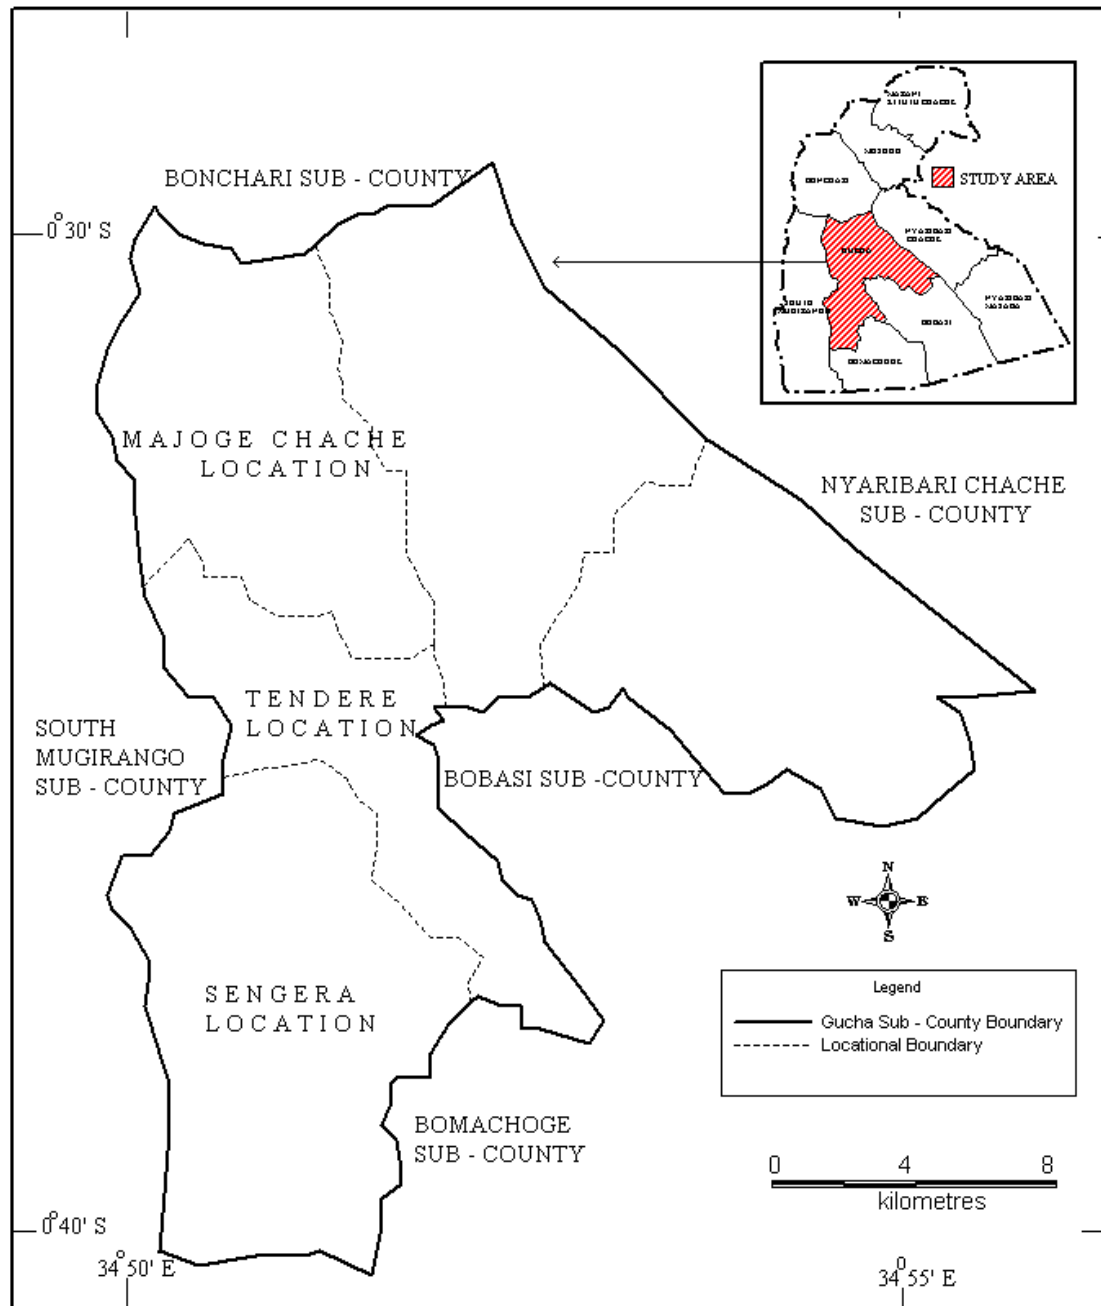 BONCHARI SUB - COUNTY
0° 30' S
STUDY AREA
MAJOGE CHACHE
LOCATION
NYARIBARI CHACHE
SUB - COUNTY
TENDERE
LOCATION
SOUTH
MUGIRANGO
SUB - COUNTY
BOBASI SUB -COUNTY
N
W
E
S
SENGERA
LOCATION
Legend
Gucha Sub - County Boundary
Locational Boundary
BOMACHOGE
SUB - COUNTY
0 4 8
kilometres
0° 40' S
34° 50' E
34° 55' E